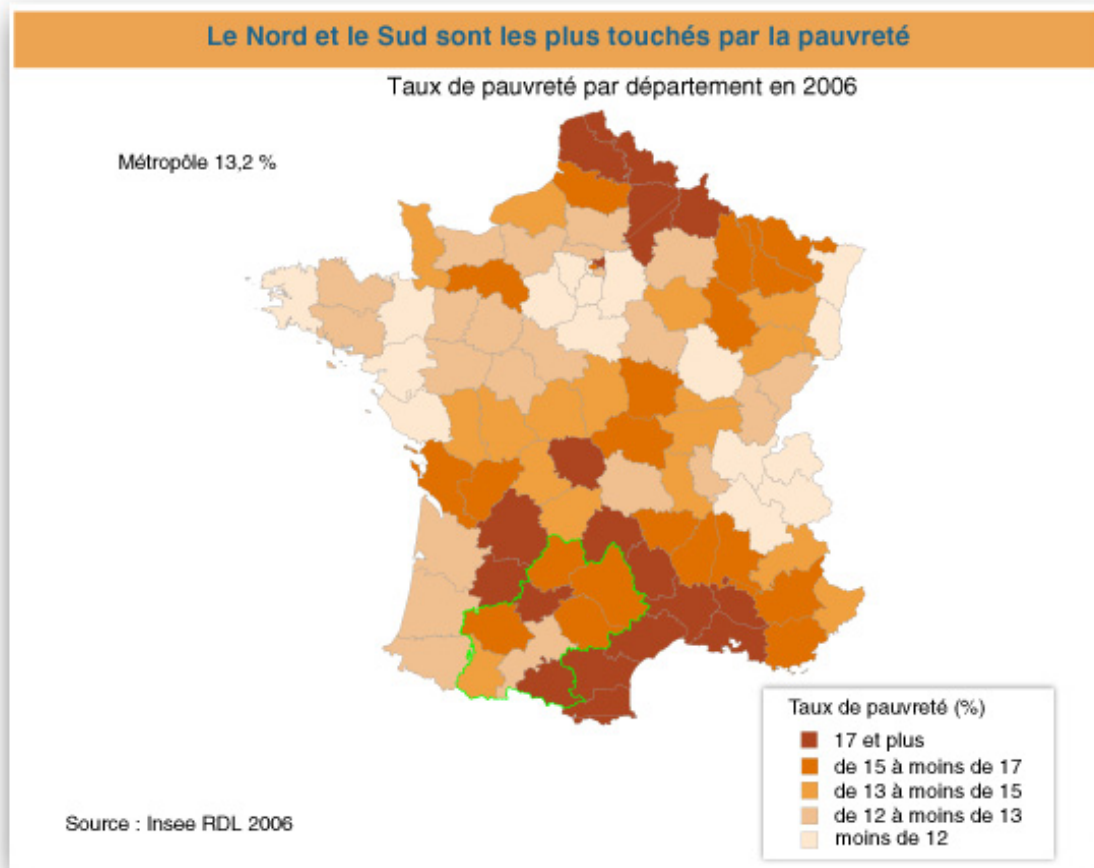 Le Nord et le Sud sont les plus touchés par la pauvreté
Taux de pauvreté par département en 2006
Métropôle 13,2 %
Taux de pauvreté (%)
17 et plus
de 15 à moins de 17
de 13 à moins de 15
de 12 à moins de 13
moins de 12
Source : Insee RDL 2006